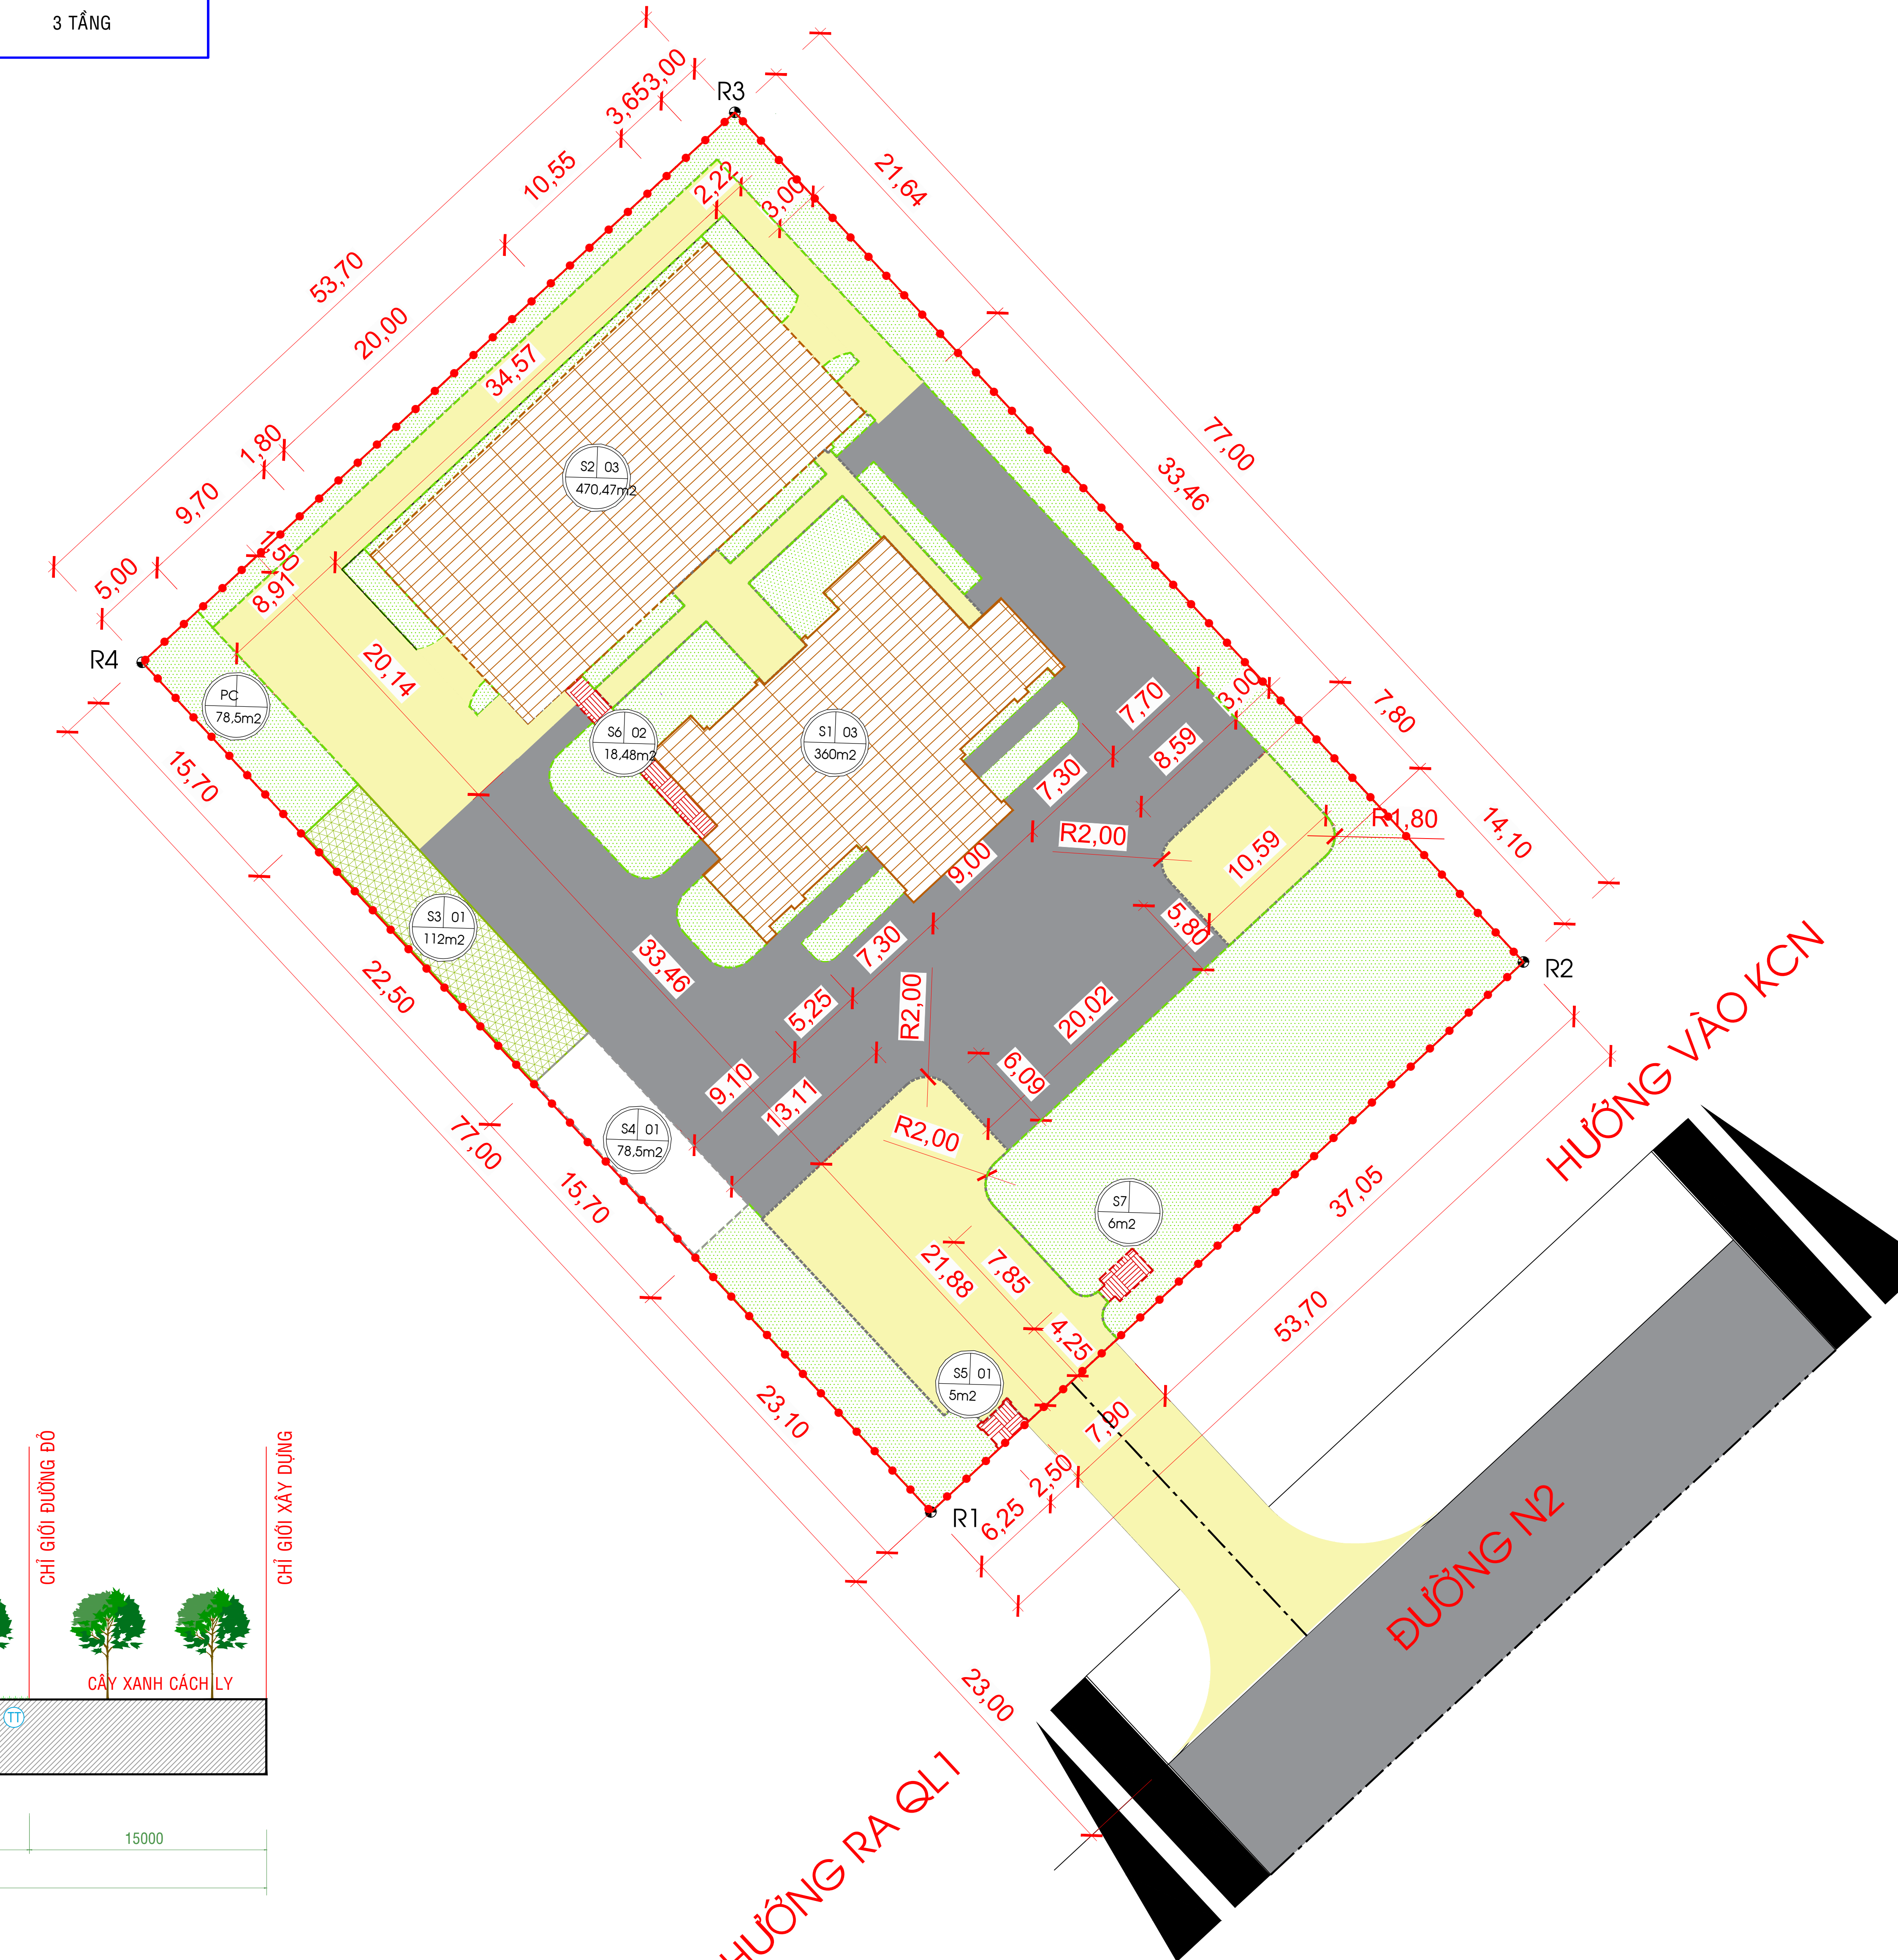 3 TẦNG
3,65
3,00
R3
10,55
2,22
3,00
21,64
53,70
20,00
34,57
77,00
1,80
33,46
9,70
S2 03
470,47m2
1,50
5,00
8,91
R4
20,14
7,80
PC
78,5m2
7,70
3,00
S6 02
18,48m2
S1 03
360m2
8,59
15,70
7,30
R1,80
14,10
R2,00
10,59
9,00
S3 01
112m2
5,80
7,30
33,46
R2
22,50
R2,00
5,25
20,02
HƯỚNG VÀO KCN
9,10
6,09
13,11
S4 01
78,5m2
R2,00
77,00
15,70
S7
6m2
37,05
21,88
7,85
53,70
4,25
S5 01
5m2
23,10
7,90
2,50
6,25
R1
CHỈ GIỚI ĐƯỜNG ĐỎ
CHỈ GIỚI XÂY DỰNG
ĐƯỜNG N2
CÂY XANH CÁCH LY
TT
23,00
HƯỚNG RA QL1
15000